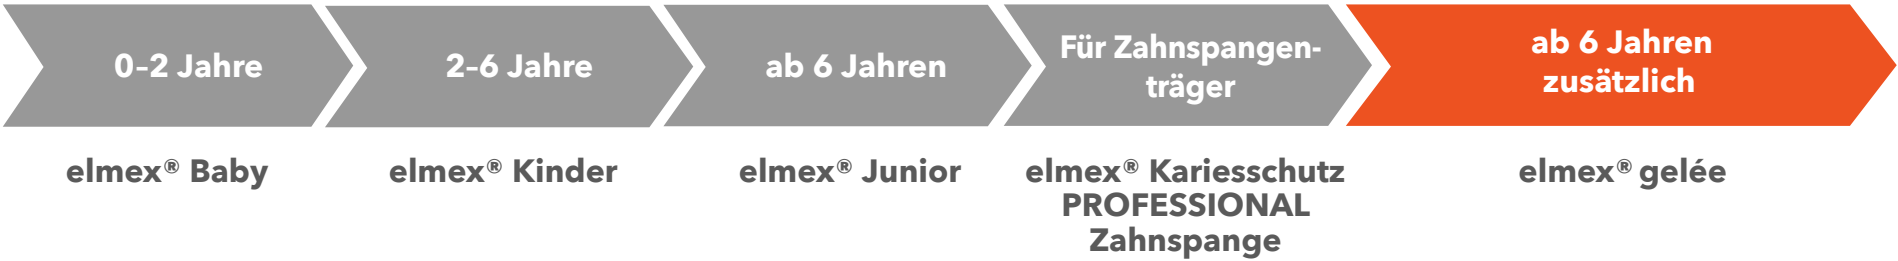 0–2 Jahre
2–6 Jahre
ab 6 Jahren
Für Zahnspangen-
träger
ab 6 Jahren
zusätzlich
elmex® Baby
elmex® Kinder
elmex® Junior
elmex® Kariesschutz
PROFESSIONAL
Zahnspange
elmex® gelée